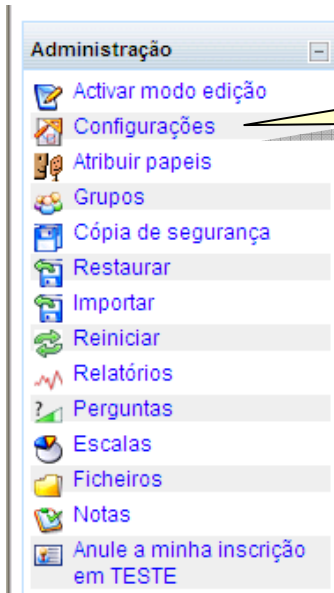 Administração
Activar modo edição
Configurações
Atribuir papeis
Grupos
Cópia de segurança
Restaurar
Importar
Reiniciar
Relatórios
Perguntas
Escalas
Ficheiros
Notas
Anule a minha inscrição
em TESTE